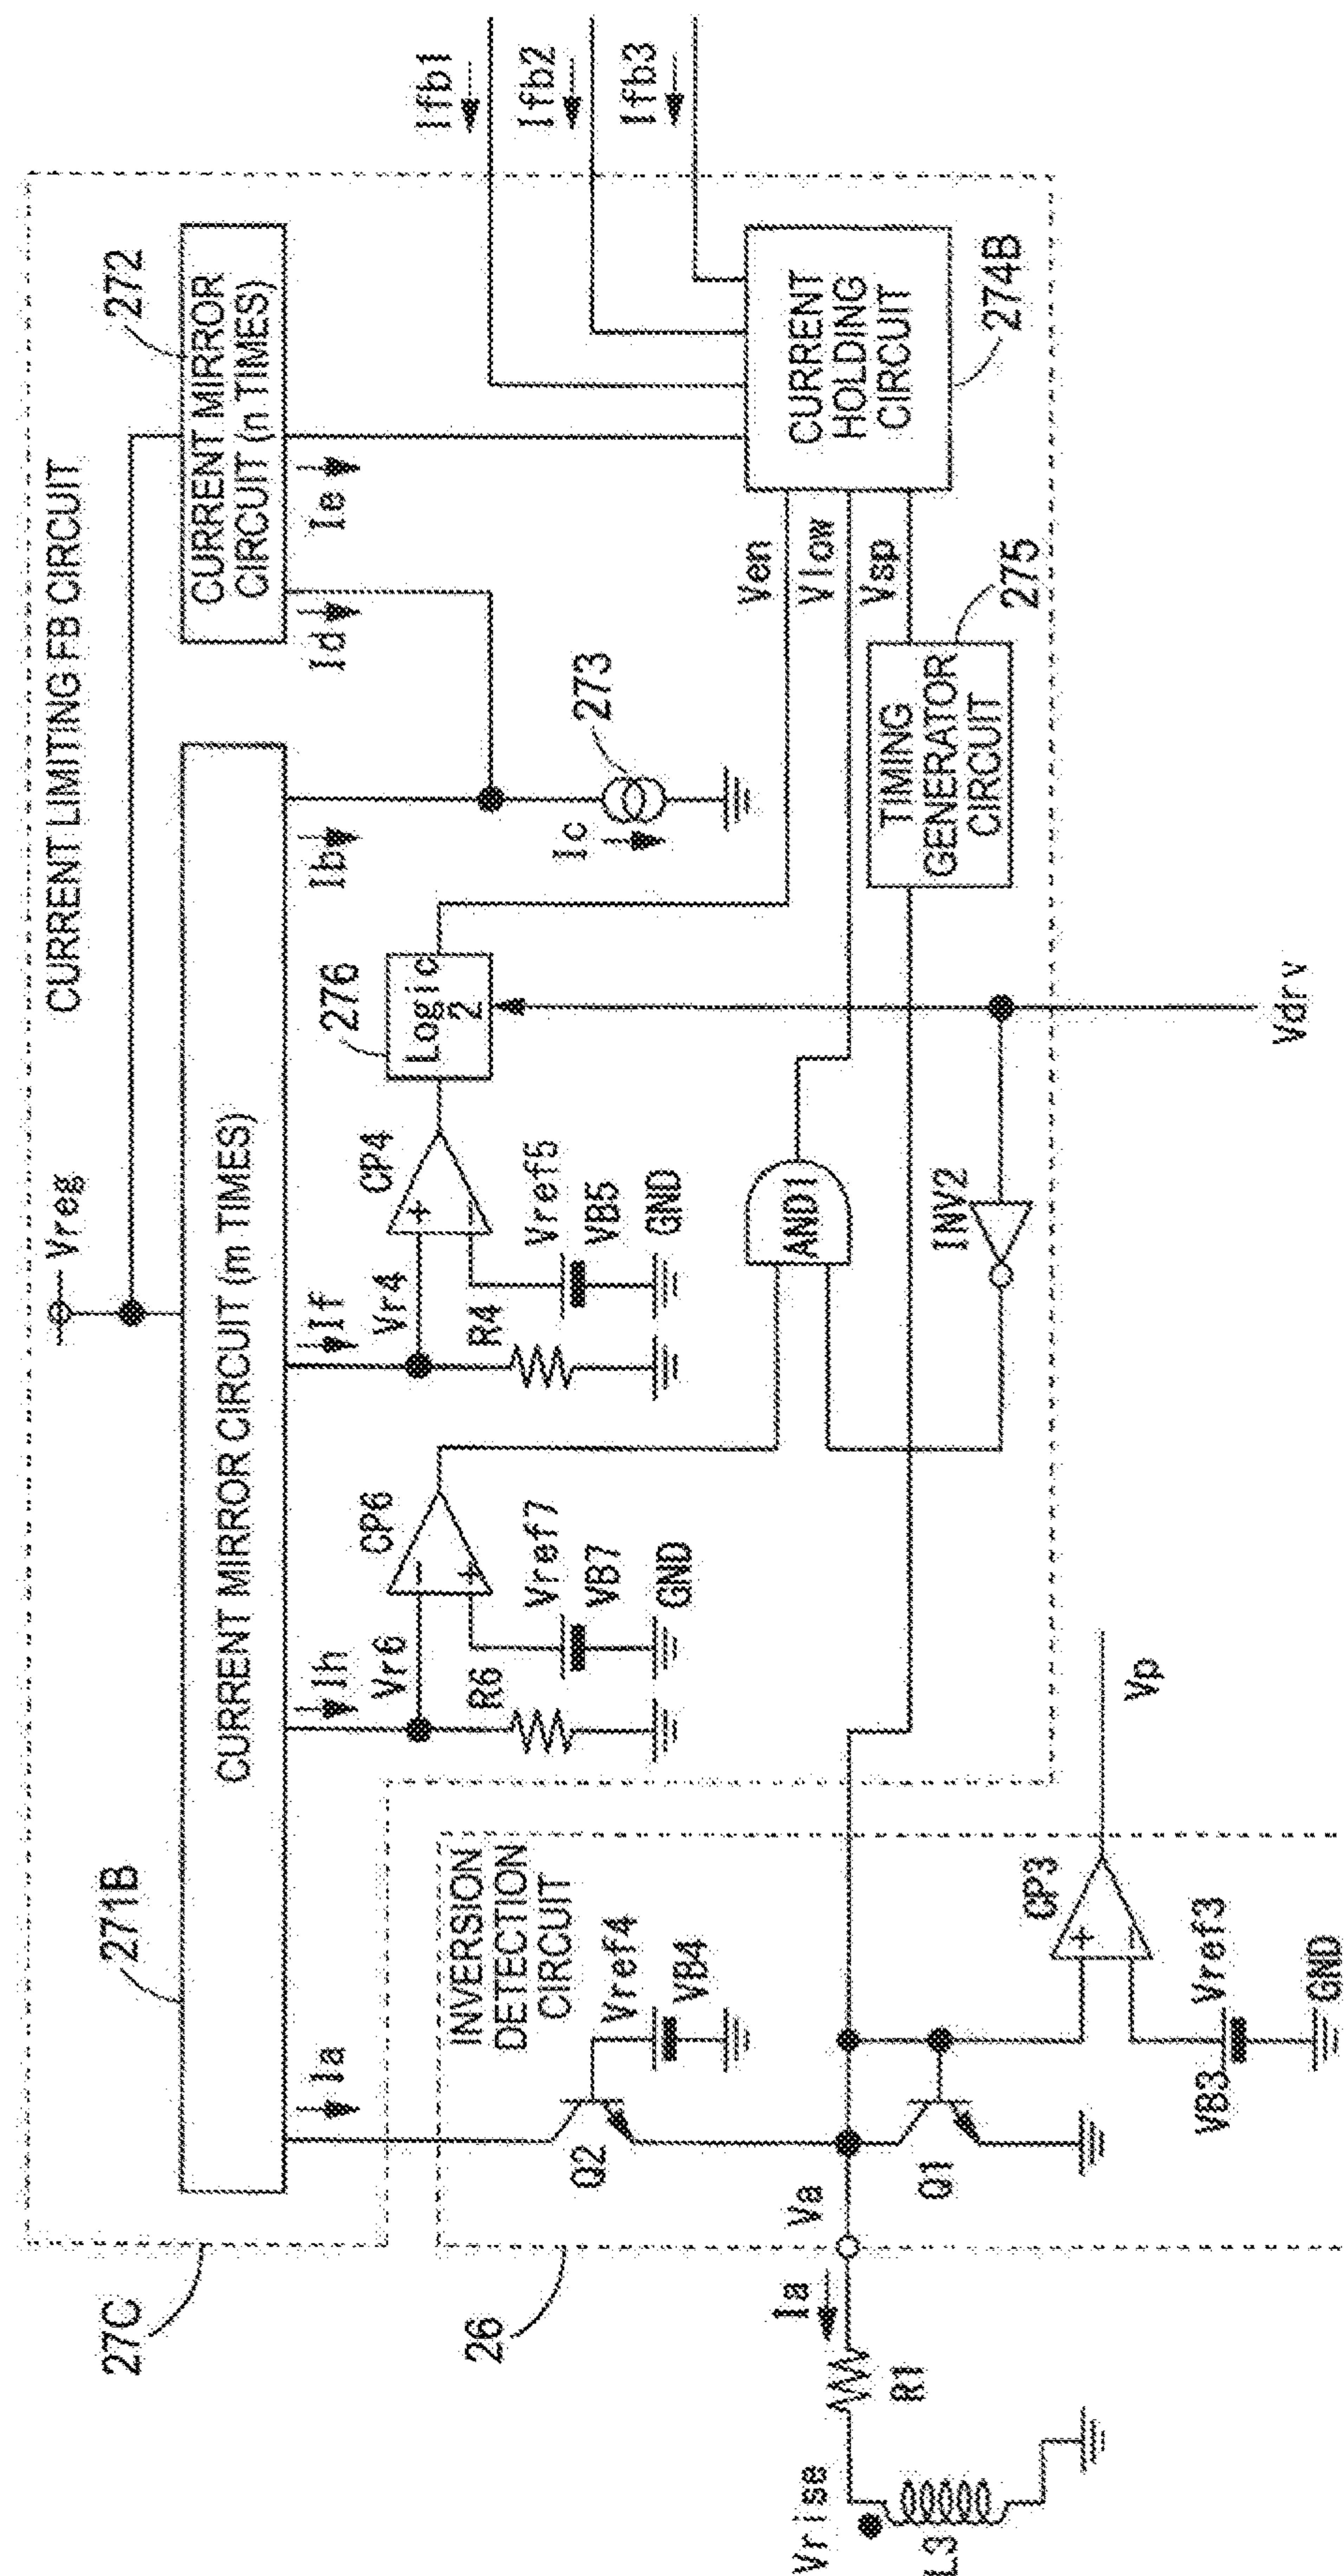 27C
271B
Vreg
CURRENT LIMITING FB CIRCUIT
272
CURRENT MIRROR CIRCUIT (m TIMES)
CURRENT MIRROR
CIRCUIT (n TIMES)
Ia
Ih
If
Ib
Id
Ie
Ifb1
Ifb2
Ifb3
Vr6
CP6
R6
Vref7
VB7
GND
Vr4
CP4
R4
Vref5
VB5
GND
276
Logic
2
Ic
273
Ven
Vlow
Vsp
CURRENT
HOLDING
CIRCUIT
274B
TIMING
GENERATOR
CIRCUIT
275
AND1
INV2
Vdrv
26
INVERSION
DETECTION
CIRCUIT
Q2
Vref4
VB4
Vrise
Ia
Va
R1
L3
Q1
CP3
Vp
VB3
Vref3
GND